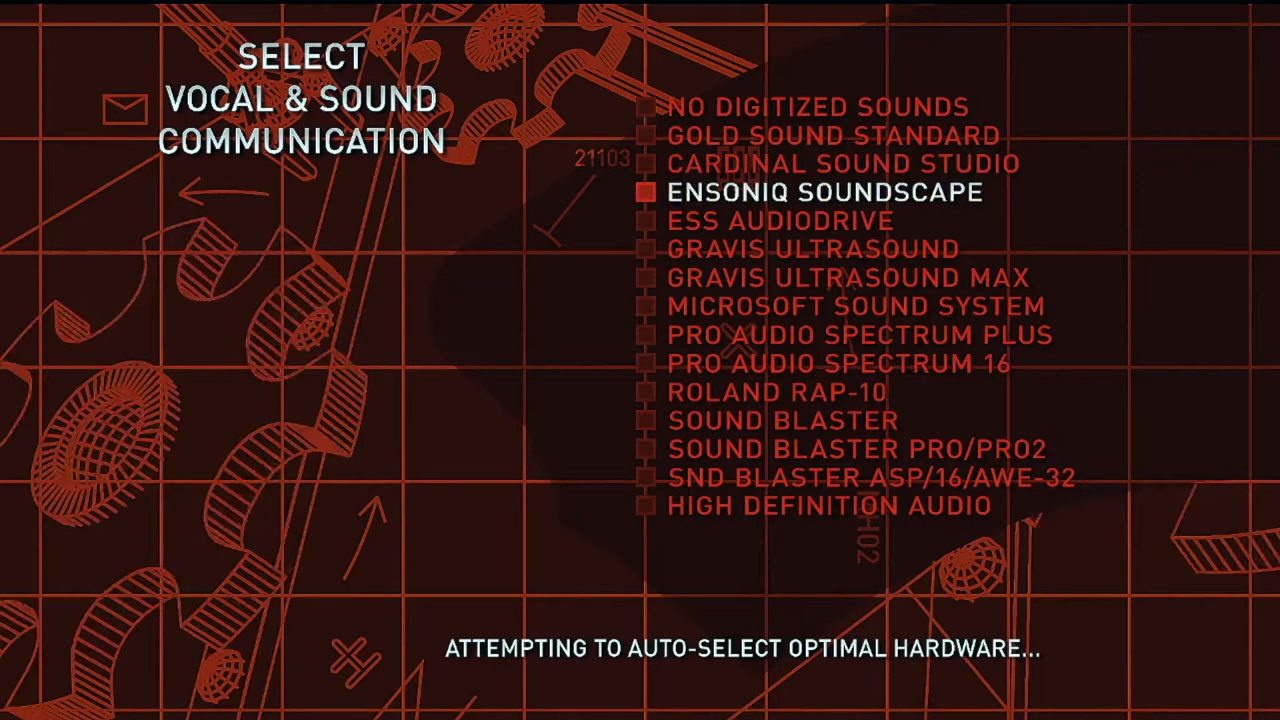 SELECT
VOCAL & SOUND
COMMUNICATION
NO DIGITIZED SOUNDS
GOLD SOUND STANDARD
21103
CARDINAL SOUND STUDIO
ENSONIQ SOUNDSCAPE
ESS AUDIODRIVE
GRAVIS ULTRASOUND
GRAVIS ULTRASOUND MAX
MICROSOFT SOUND SYSTEM
PRO AUDIO SPECTRUM PLUS
PRO AUDIO SPECTRUM 16
ROLAND RAP-10
SOUND BLASTER
SOUND BLASTER PRO/PRO2
SND BLASTER ASP/16/AWE-32
HIGH DEFINITION AUDIO
ATTEMPTING TO AUTO-SELECT OPTIMAL HARDWARE...